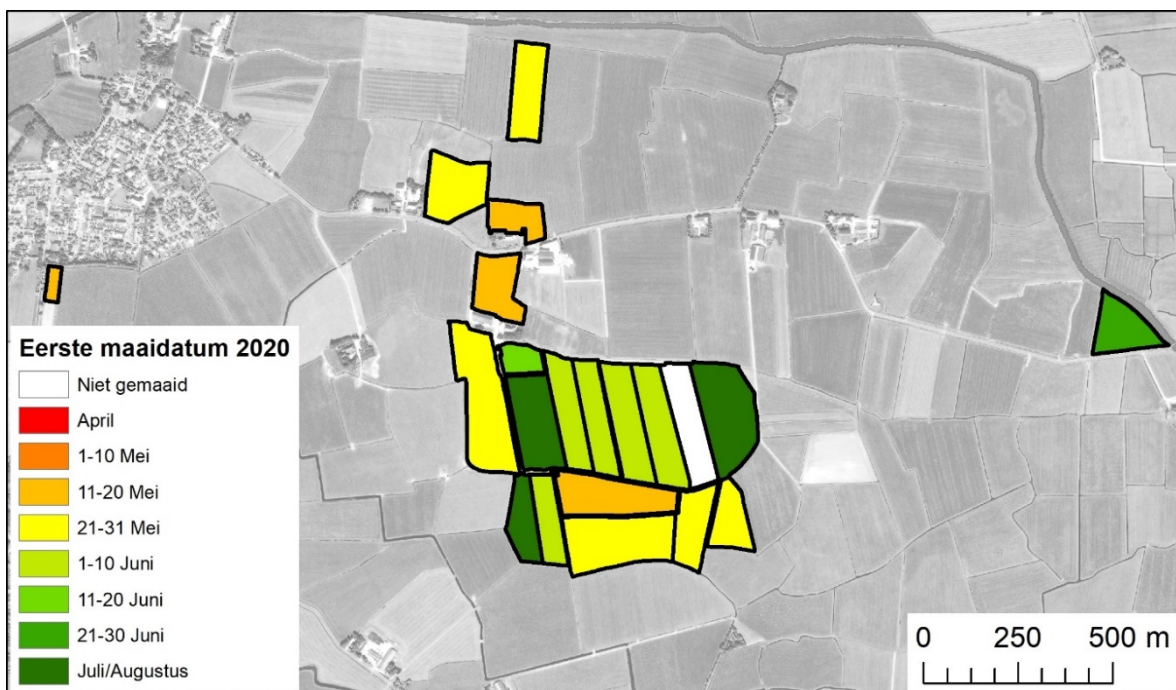 Eerste maaidatum 2020
Niet gemaaid
April
1-10 Mei
11-20 Mei
21-31 Mei
1-10 Juni
11-20 Juni
21-30 Juni
Juli/Augustus
0 250 500 m